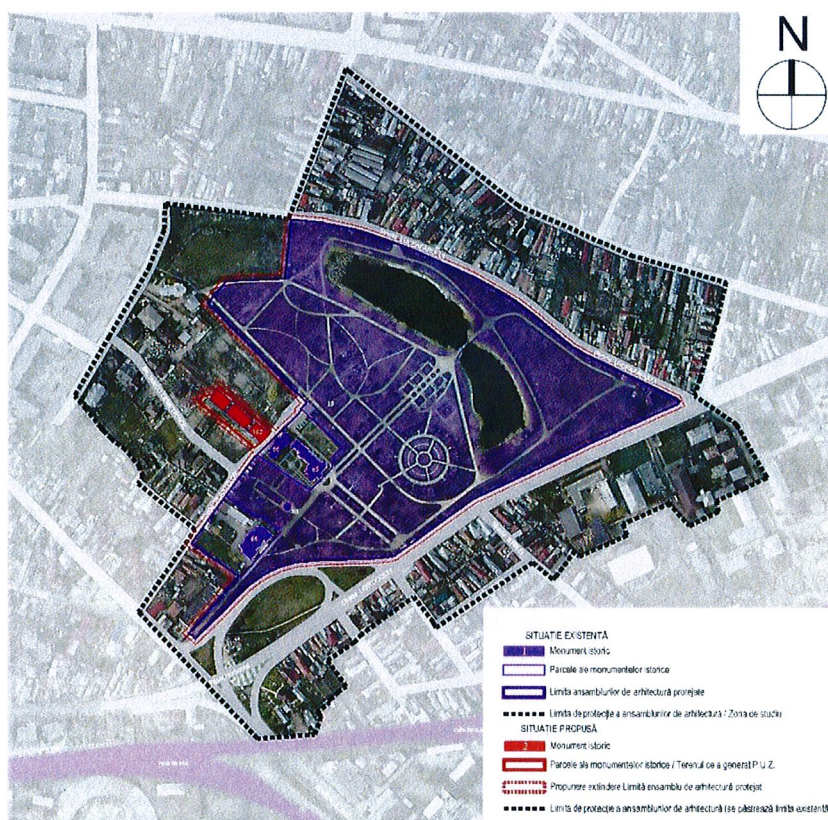 N
SITUAȚIE EXISTENTĂ
1 Monument istoric
Parcele ale monumentelor istorice
Limita ansamblurilor de arhitectură protejate
Limita de protecție a ansamblurilor de arhitectură / Zona de studiu
SITUAȚIE PROPUSĂ
2 Monument istoric
Parcele ale monumentelor istorice / Terenul ce a generat P.U.Z.
Propunere extindere Limită ansamblu de arhitectură protejat
Limita de protecție a ansamblurilor de arhitectură (se păstrează limita existentă